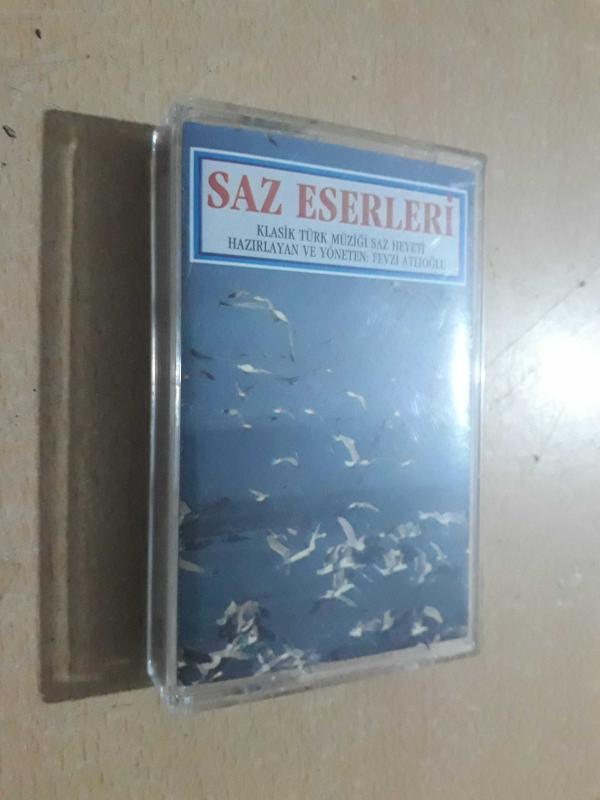 SAZ ESERLERİ
KLASİK TÜRK MÜZİĞİ SAZ HEYETİ
HAZIRLAYAN VE YÖNETEN: FEVZİ ATLIOĞLU